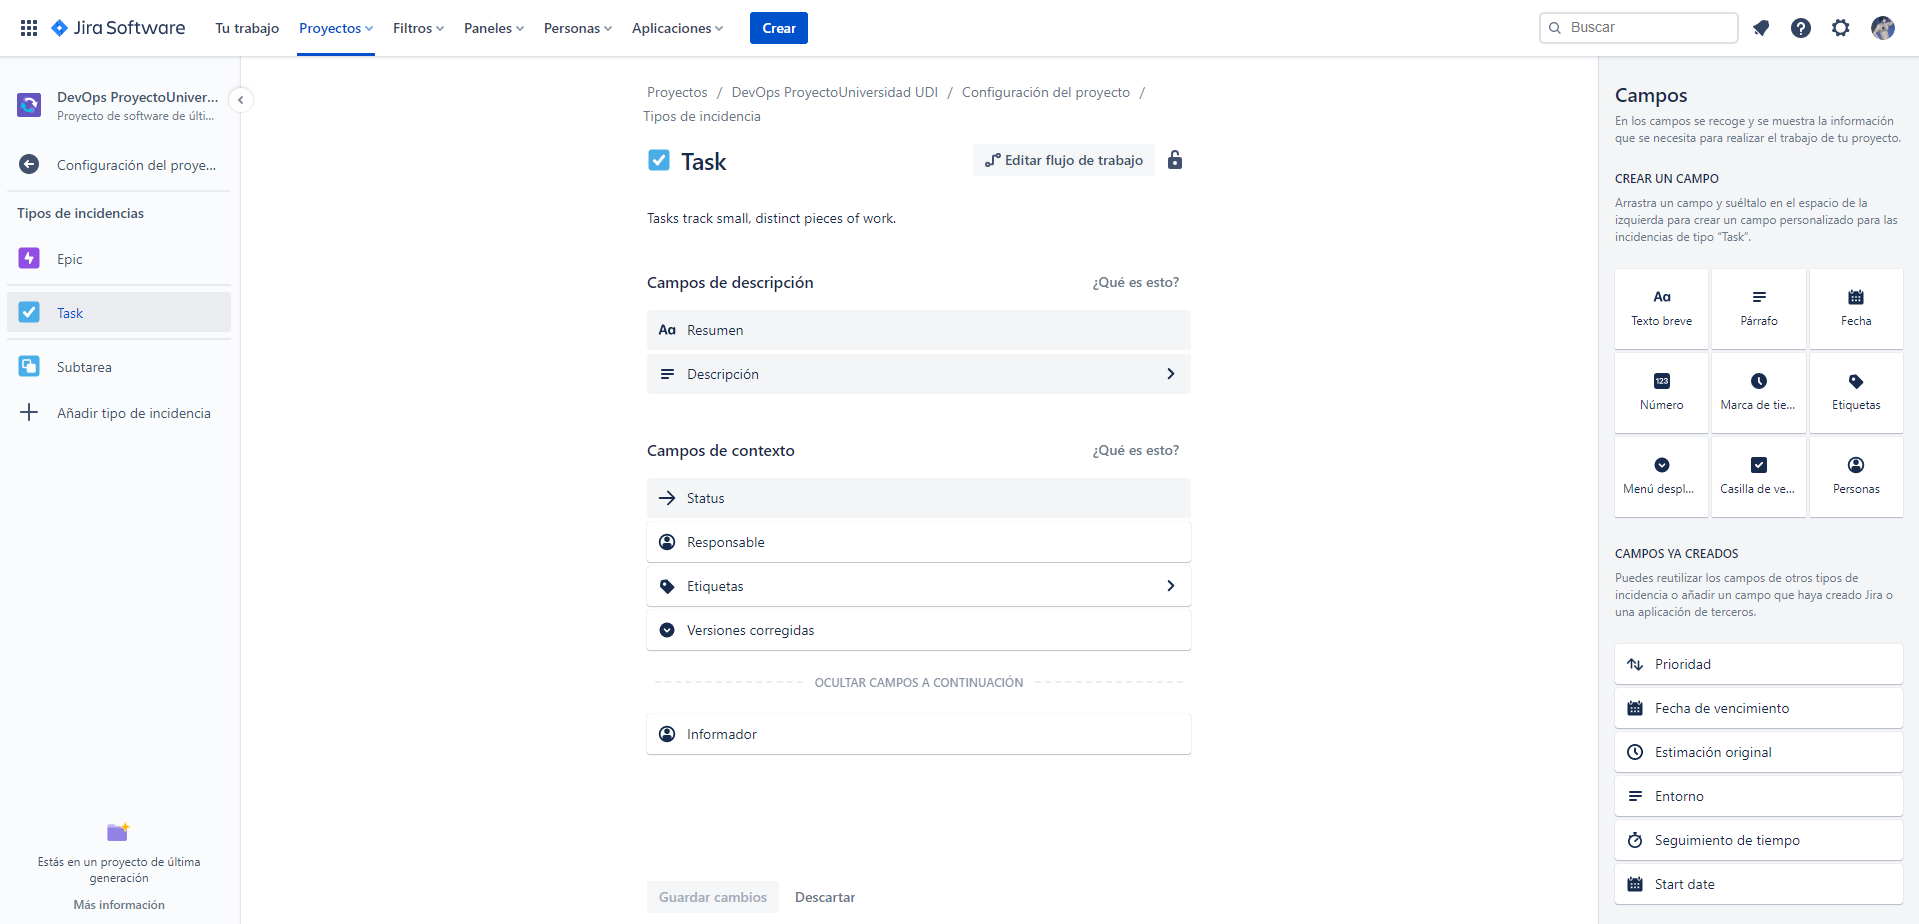 Jira Software
Tu trabajo
Proyectos
Filtros
Paneles
Personas
Aplicaciones
Crear
Buscar
DevOps ProyectoUniver...
Proyecto de software de últi...
Configuración del proye...
Tipos de incidencias
Epic
Task
Subtarea
Añadir tipo de incidencia
Estás en un proyecto de última
generación
Más información
Proyectos / DevOps ProyectoUniversidad UDI / Configuración del proyecto /
Tipos de incidencia
Task
Editar flujo de trabajo
Tasks track small, distinct pieces of work.
Campos de descripción
¿Qué es esto?
Aa Resumen
Descripción
Campos de contexto
¿Qué es esto?
Status
Responsable
Etiquetas
Versiones corregidas
OCULTAR CAMPOS A CONTINUACIÓN
Informador
Guardar cambios
Descartar
Campos
En los campos se recoge y se muestra la información
que se necesita para realizar el trabajo de tu proyecto.
CREAR UN CAMPO
Arrastra un campo y suéltalo en el espacio de la
izquierda para crear un campo personalizado para las
incidencias de tipo “Task”.
Aa
Texto breve
Párrafo
Fecha
123
Número
Marca de tie...
Etiquetas
Menú despl...
Casilla de ve...
Personas
CAMPOS YA CREADOS
Puedes reutilizar los campos de otros tipos de
incidencia o añadir un campo que haya creado Jira o
una aplicación de terceros.
Prioridad
Fecha de vencimiento
Estimación original
Entorno
Seguimiento de tiempo
Start date